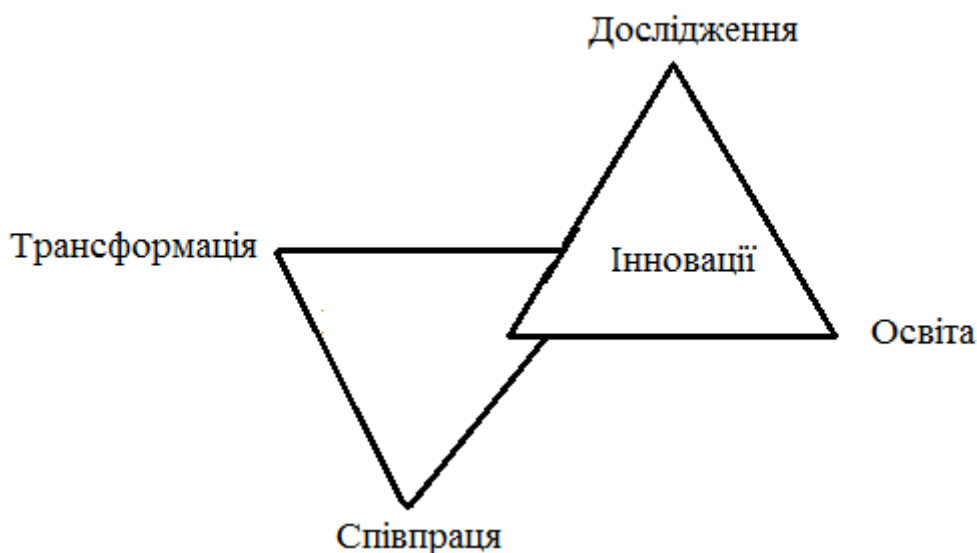 Дослідження
Трансформація
Інновації
Освіта
Співпраця